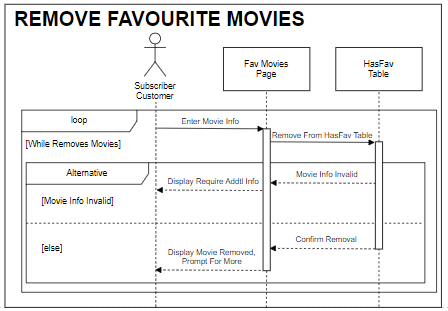 REMOVE FAVOURITE MOVIES
Subscriber
Customer
Fav Movies
Page
HasFav
Table
loop
Enter Movie Info
[While Removes Movies]
Remove From HasFav Table
Alternative
Movie Info Invalid
Display Require Addtl Info
[Movie Info Invalid]
[else]
Confirm Removal
Display Movie Removed,
Prompt For More